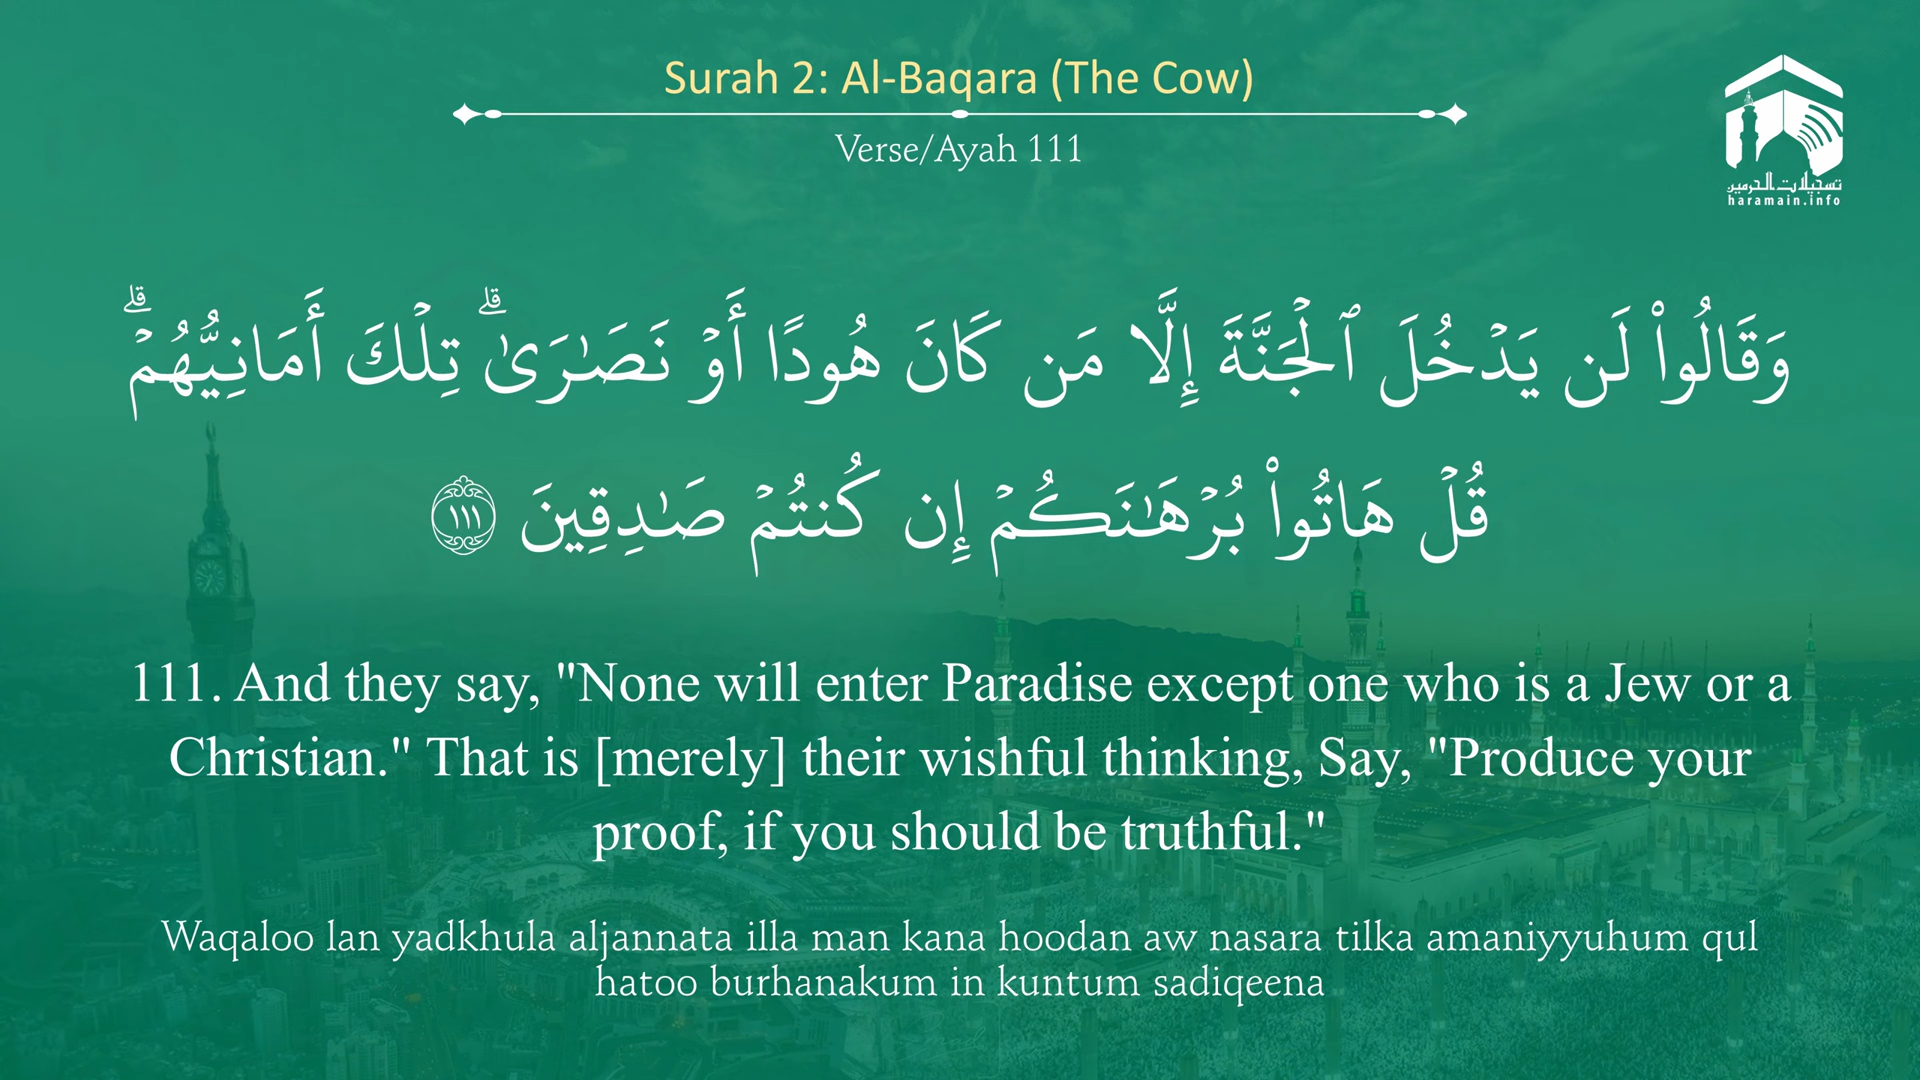 Surah 2: Al-Baqara (The Cow)
Verse/Ayah 111
تسجيلات الحرمين
haramain.info
وَقَالُوا۟ لَن يَدْخُلَ ٱلْجَنَّةَ إِلَّا مَن كَانَ هُودًا أَوْ نَصَـٰرَىٰ ۗ تِلْكَ أَمَانِيُّهُمْ ۗ
قُلْ هَاتُوا۟ بُرْهَـٰنَكُمْ إِن كُنتُمْ صَـٰدِقِينَ ١١١
111. And they say, "None will enter Paradise except one who is a Jew or a
Christian." That is [merely] their wishful thinking, Say, "Produce your
proof, if you should be truthful."
Waqaloo lan yadkhula aljannata illa man kana hoodan aw nasara tilka amaniyyuhum qul
hatoo burhanakum in kuntum sadiqeena